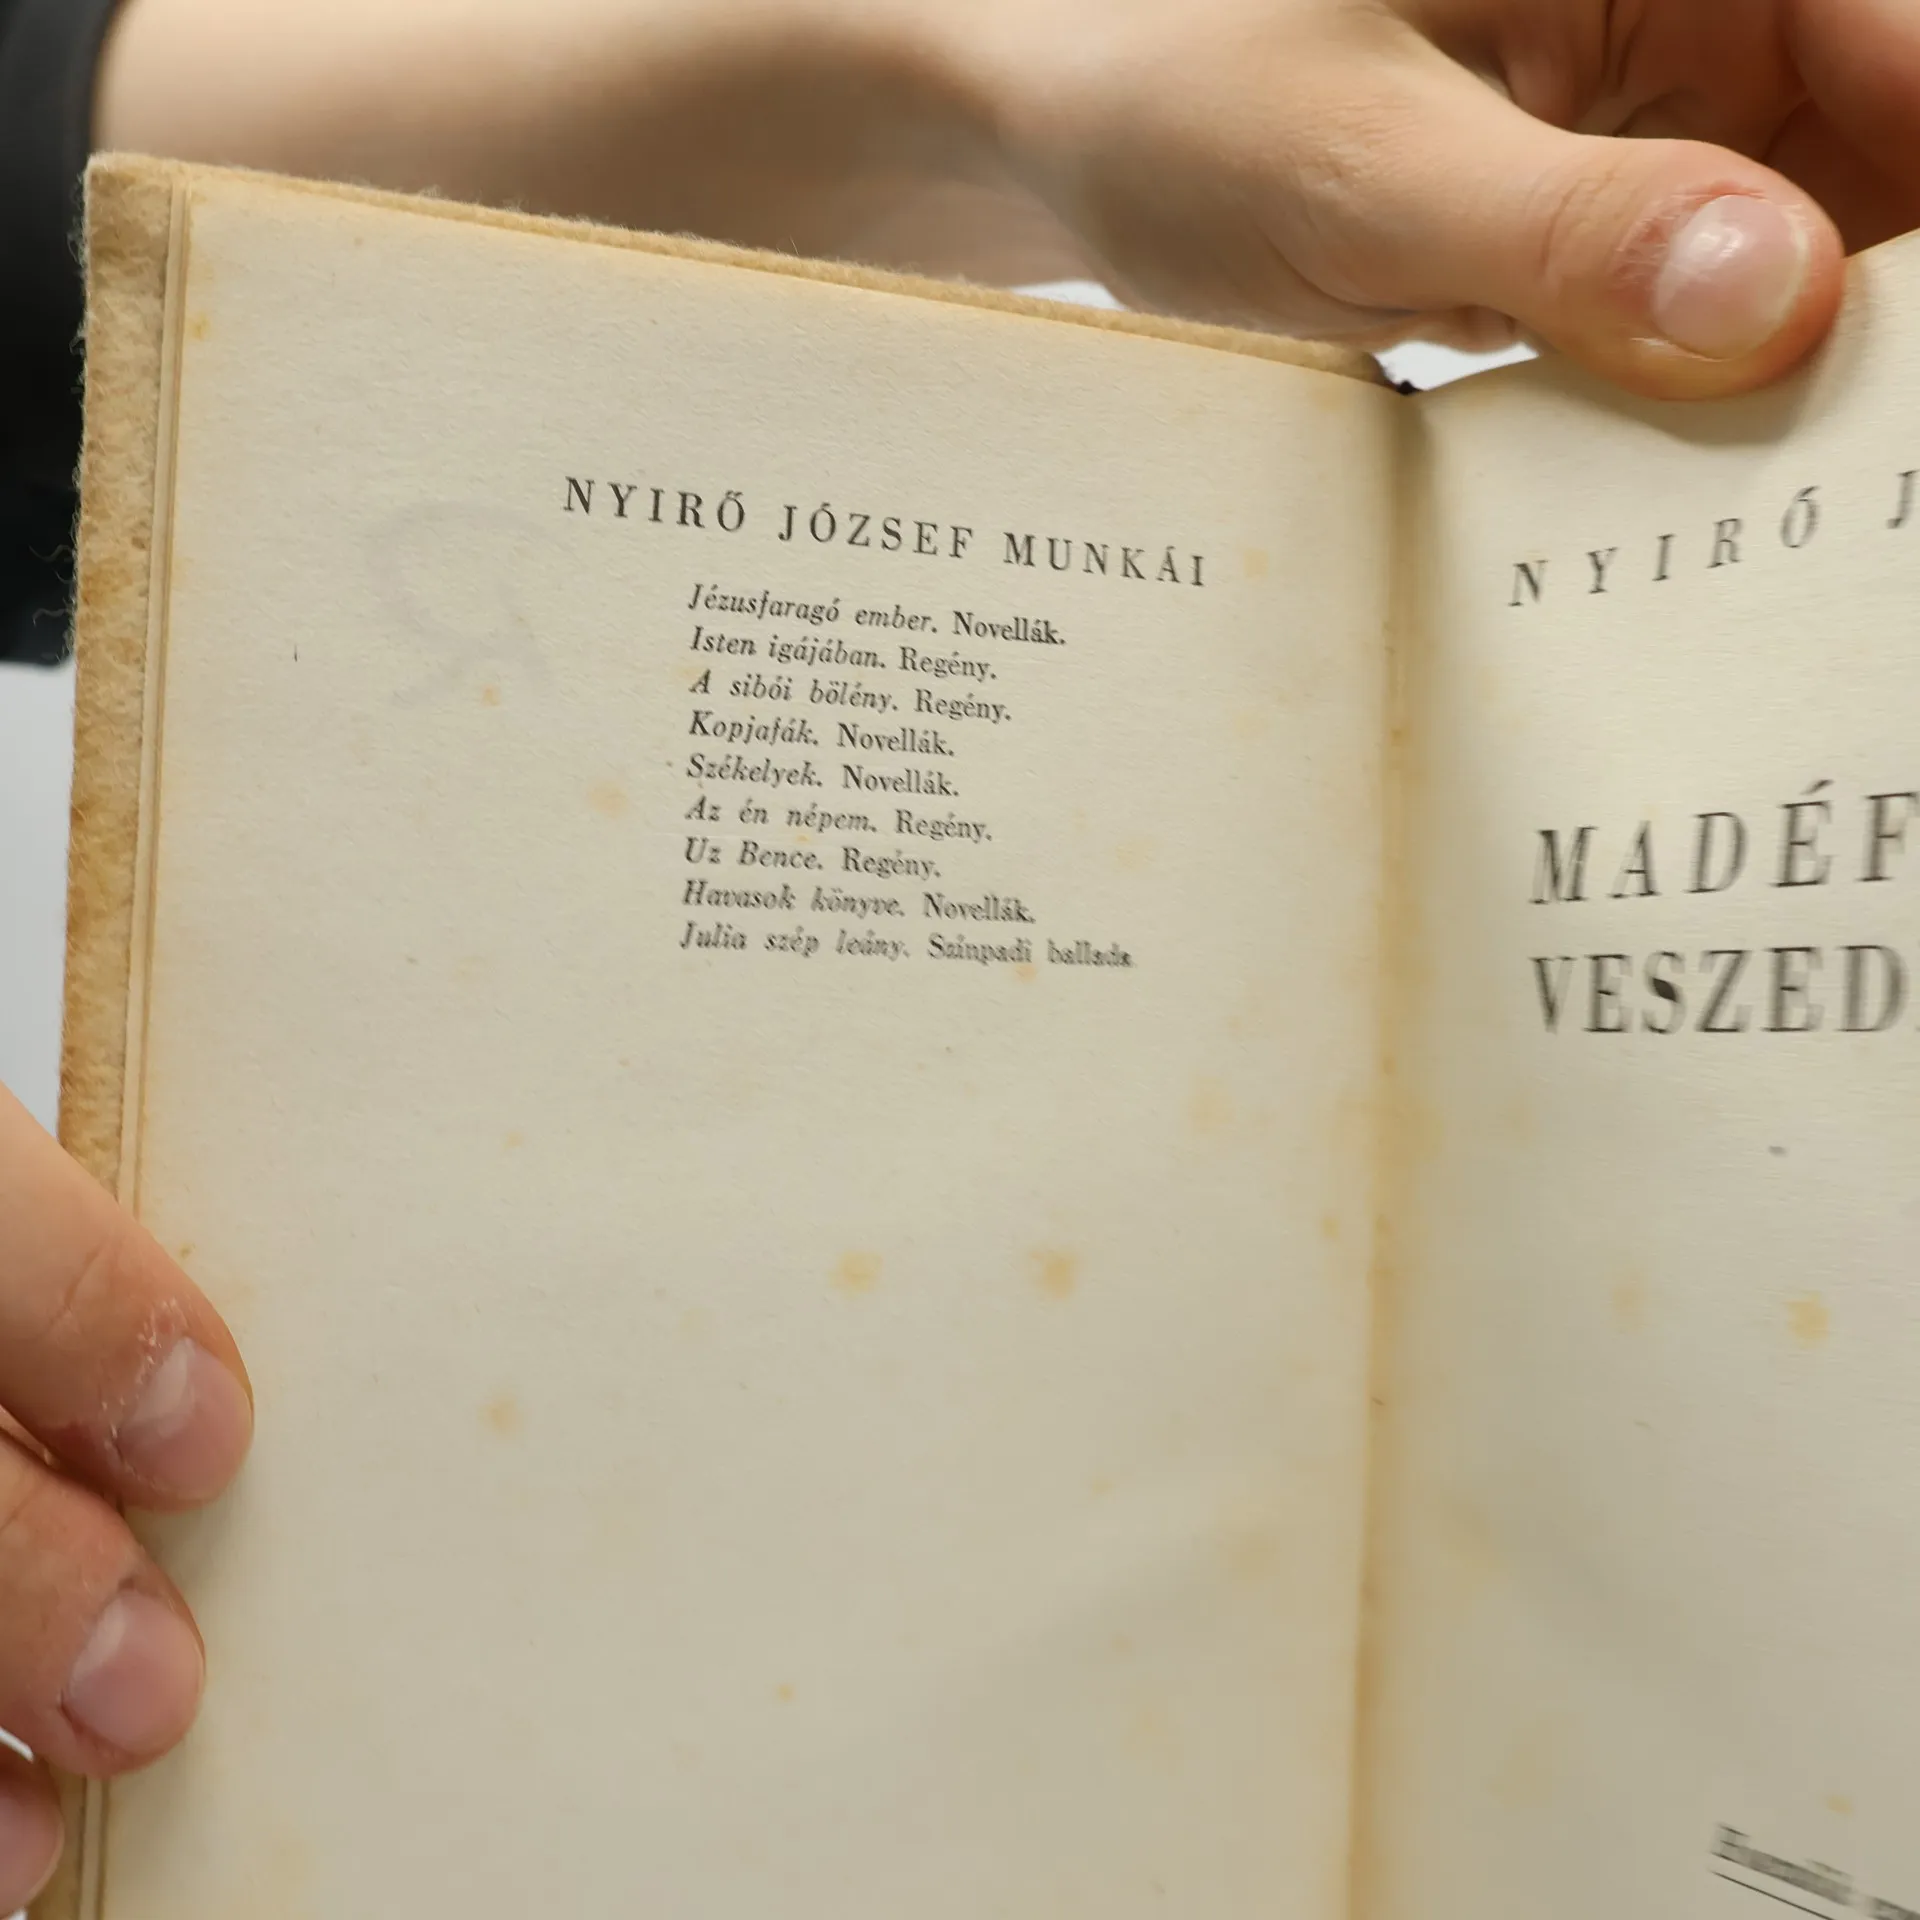 NYIRŐ JÓZSEF MUNKÁI
Jézusfaragó ember. Novellák.
Isten igájában. Regény.
A sibói bölény. Regény.
Kopjafák. Novellák.
Székelyek. Novellák.
Az én népem. Regény.
Uz Bence. Regény.
Havasok könyve. Novellák.
Julia szép leány. Színpadi ballada
NYIRŐ J
MADÉF
VESZED